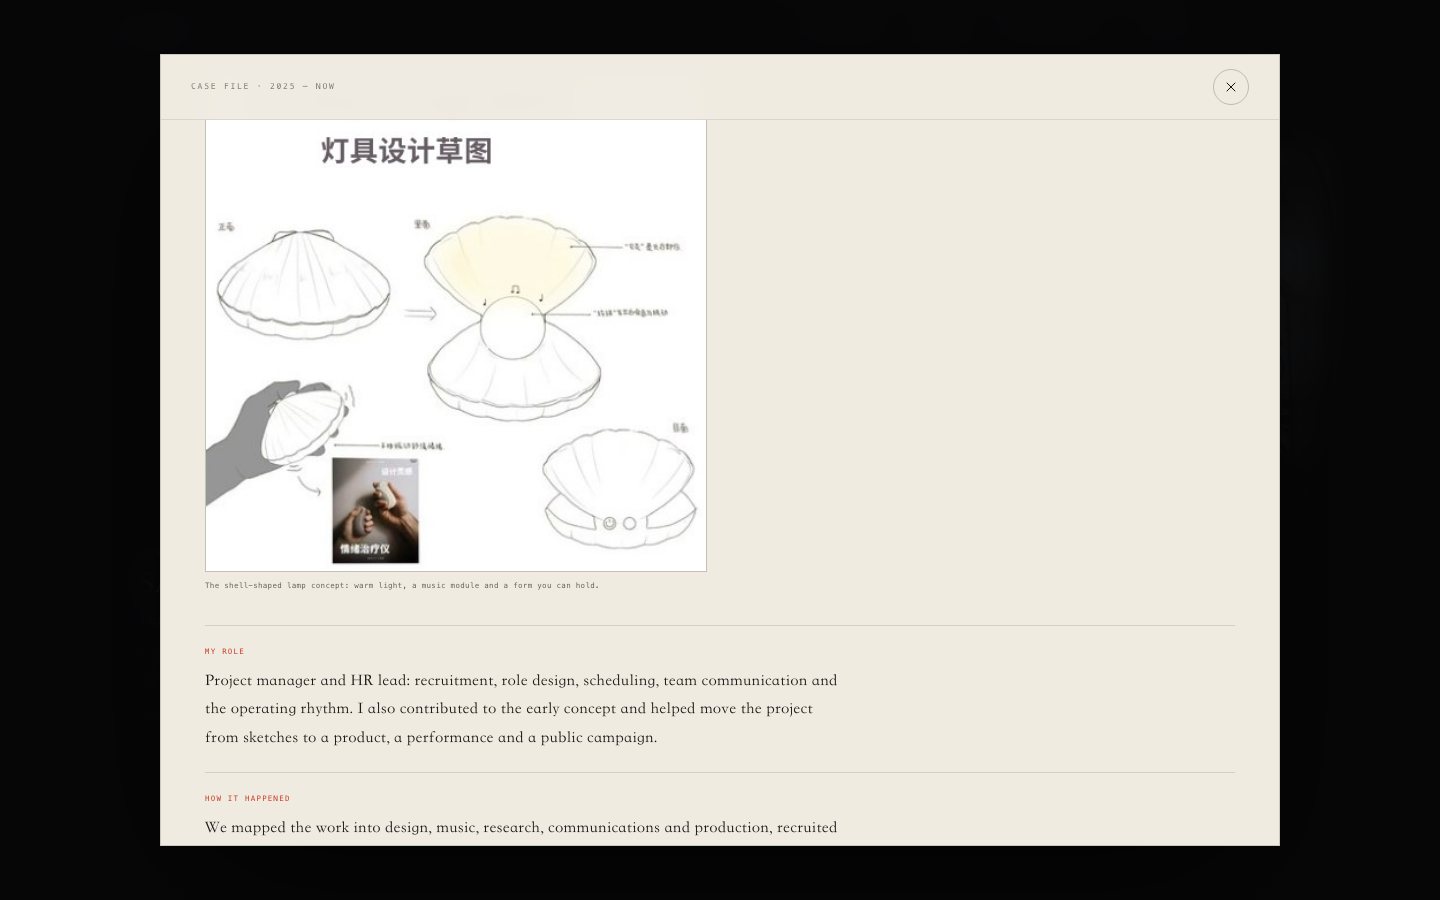 CASE FILE · 2025 — NOW
灯具设计草图
正面
里面
背面
设计灵感
情绪治疗仪
The shell-shaped lamp concept: warm light, a music module and a form you can hold.
MY ROLE
Project manager and HR lead: recruitment, role design, scheduling, team communication and
the operating rhythm. I also contributed to the early concept and helped move the project
from sketches to a product, a performance and a public campaign.
HOW IT HAPPENED
We mapped the work into design, music, research, communications and production, recruited